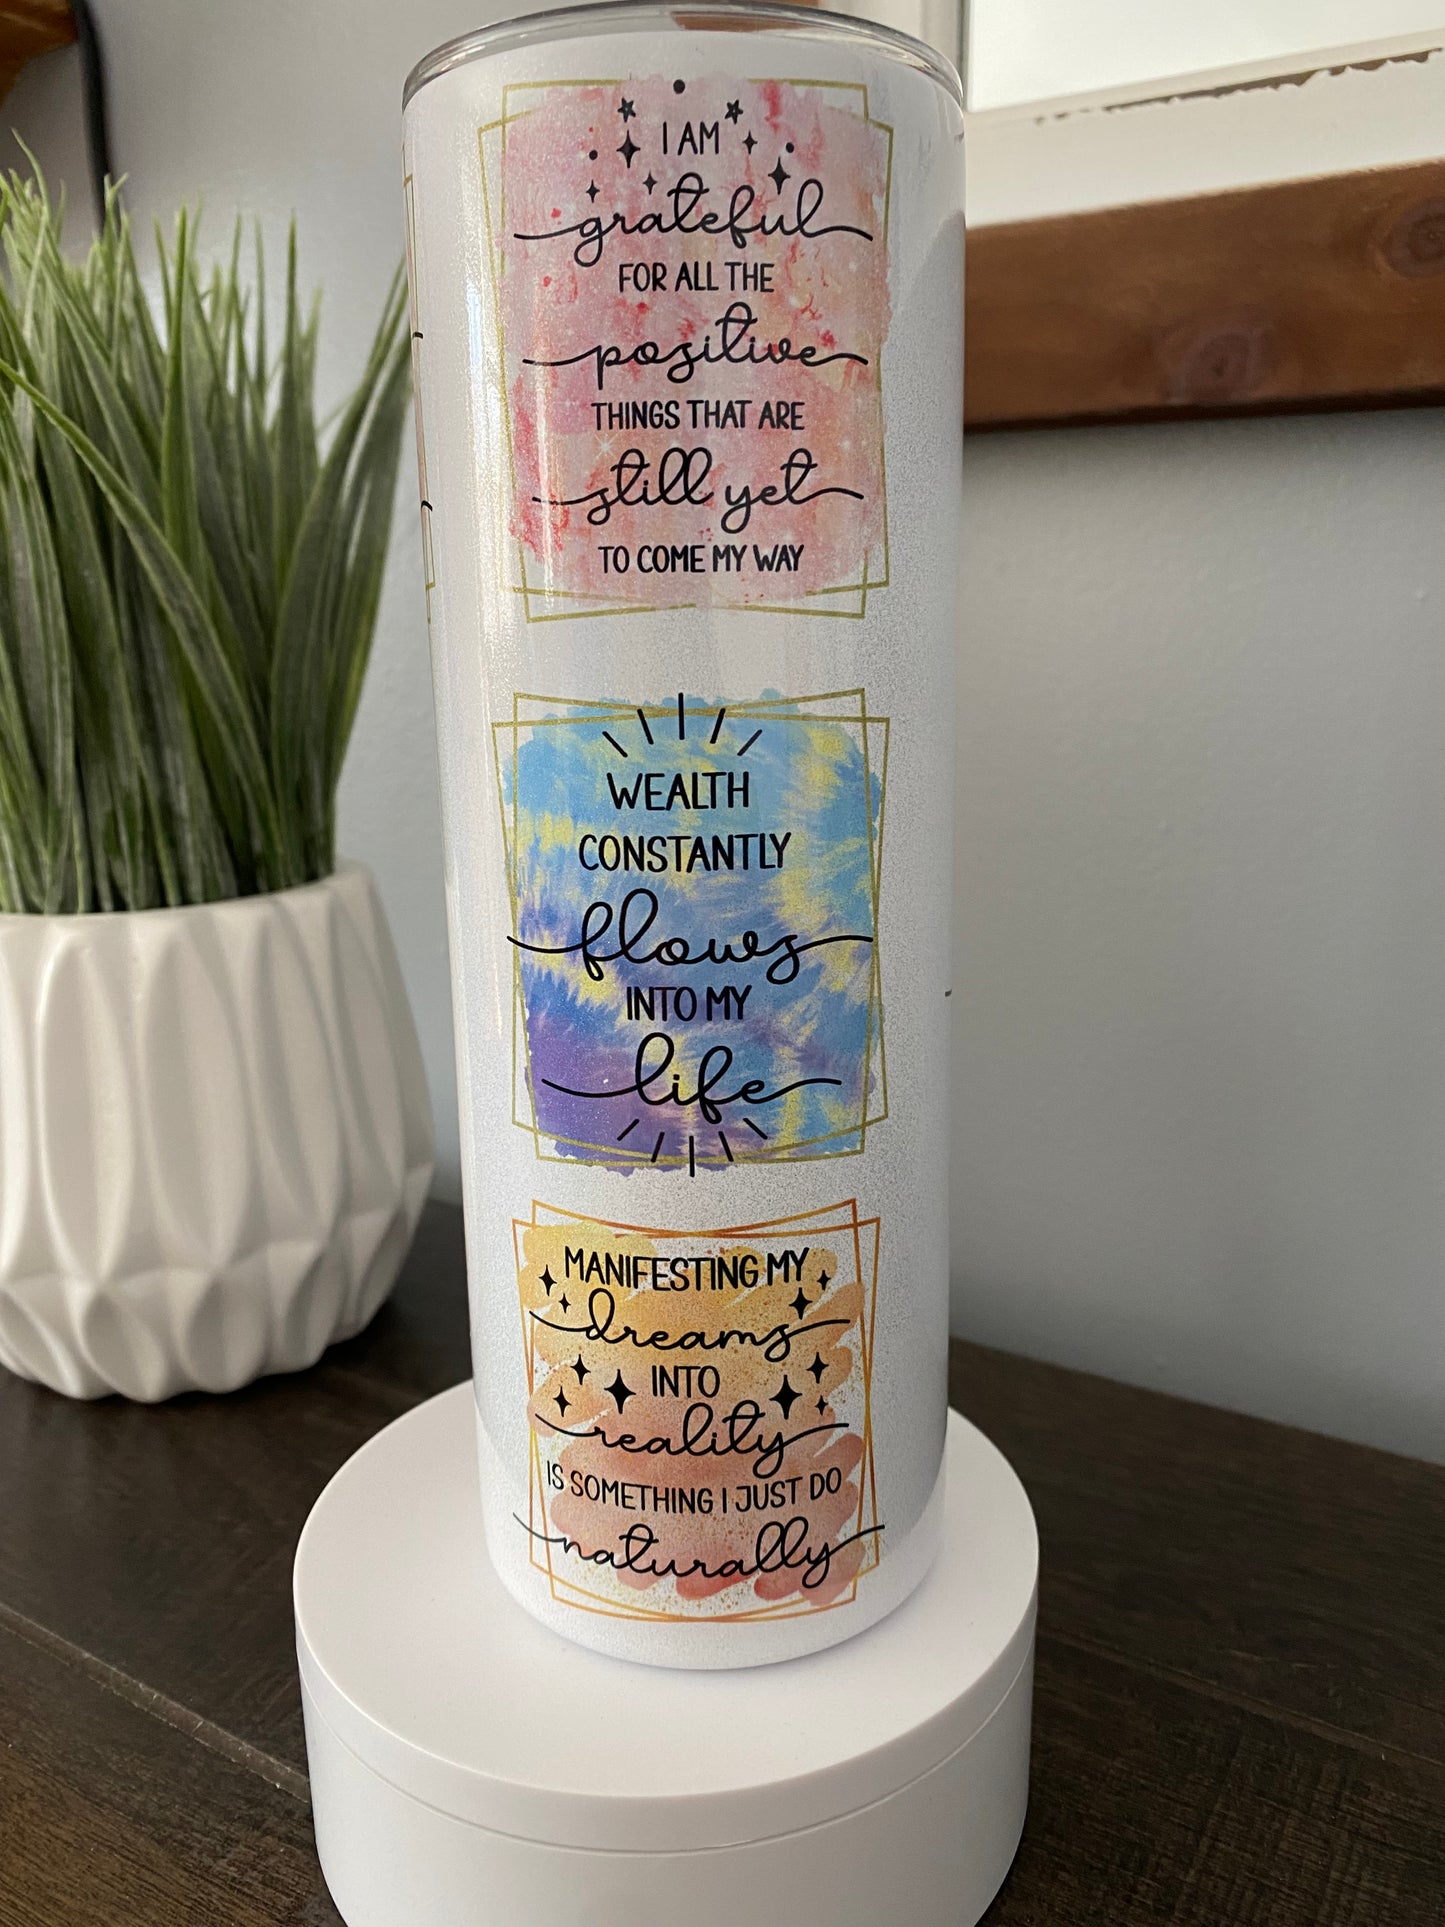 I AM
grateful
FOR ALL THE
positive
THINGS THAT ARE
still yet
TO COME MY WAY
WEALTH
CONSTANTLY
flows
INTO MY
life
MANIFESTING MY
dreams
INTO
reality
IS SOMETHING I JUST DO
naturally